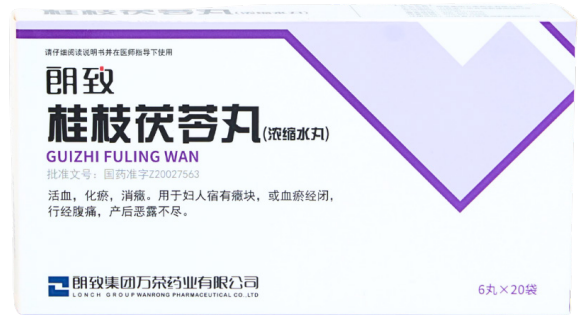 请仔细阅读说明书并在医师指导下使用
朗致
桂枝茯苓丸(浓缩水丸)
GUIZHI FULING WAN
批准文号：国药准字Z20027563
活血，化瘀，消癥。用于妇人宿有癥块，或血瘀经闭，
行经腹痛，产后恶露不尽。
朗致集团万荣药业有限公司
LONCH GROUP WANRONG PHARMACEUTICAL CO.,LTD
6丸×20袋